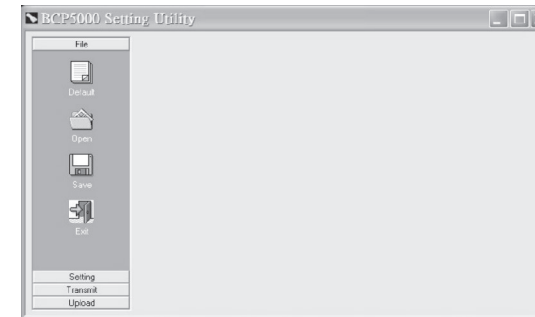 BCP5000 Setting Utility
File
Default
Open
Save
Exit
Setting
Transmit
Upload